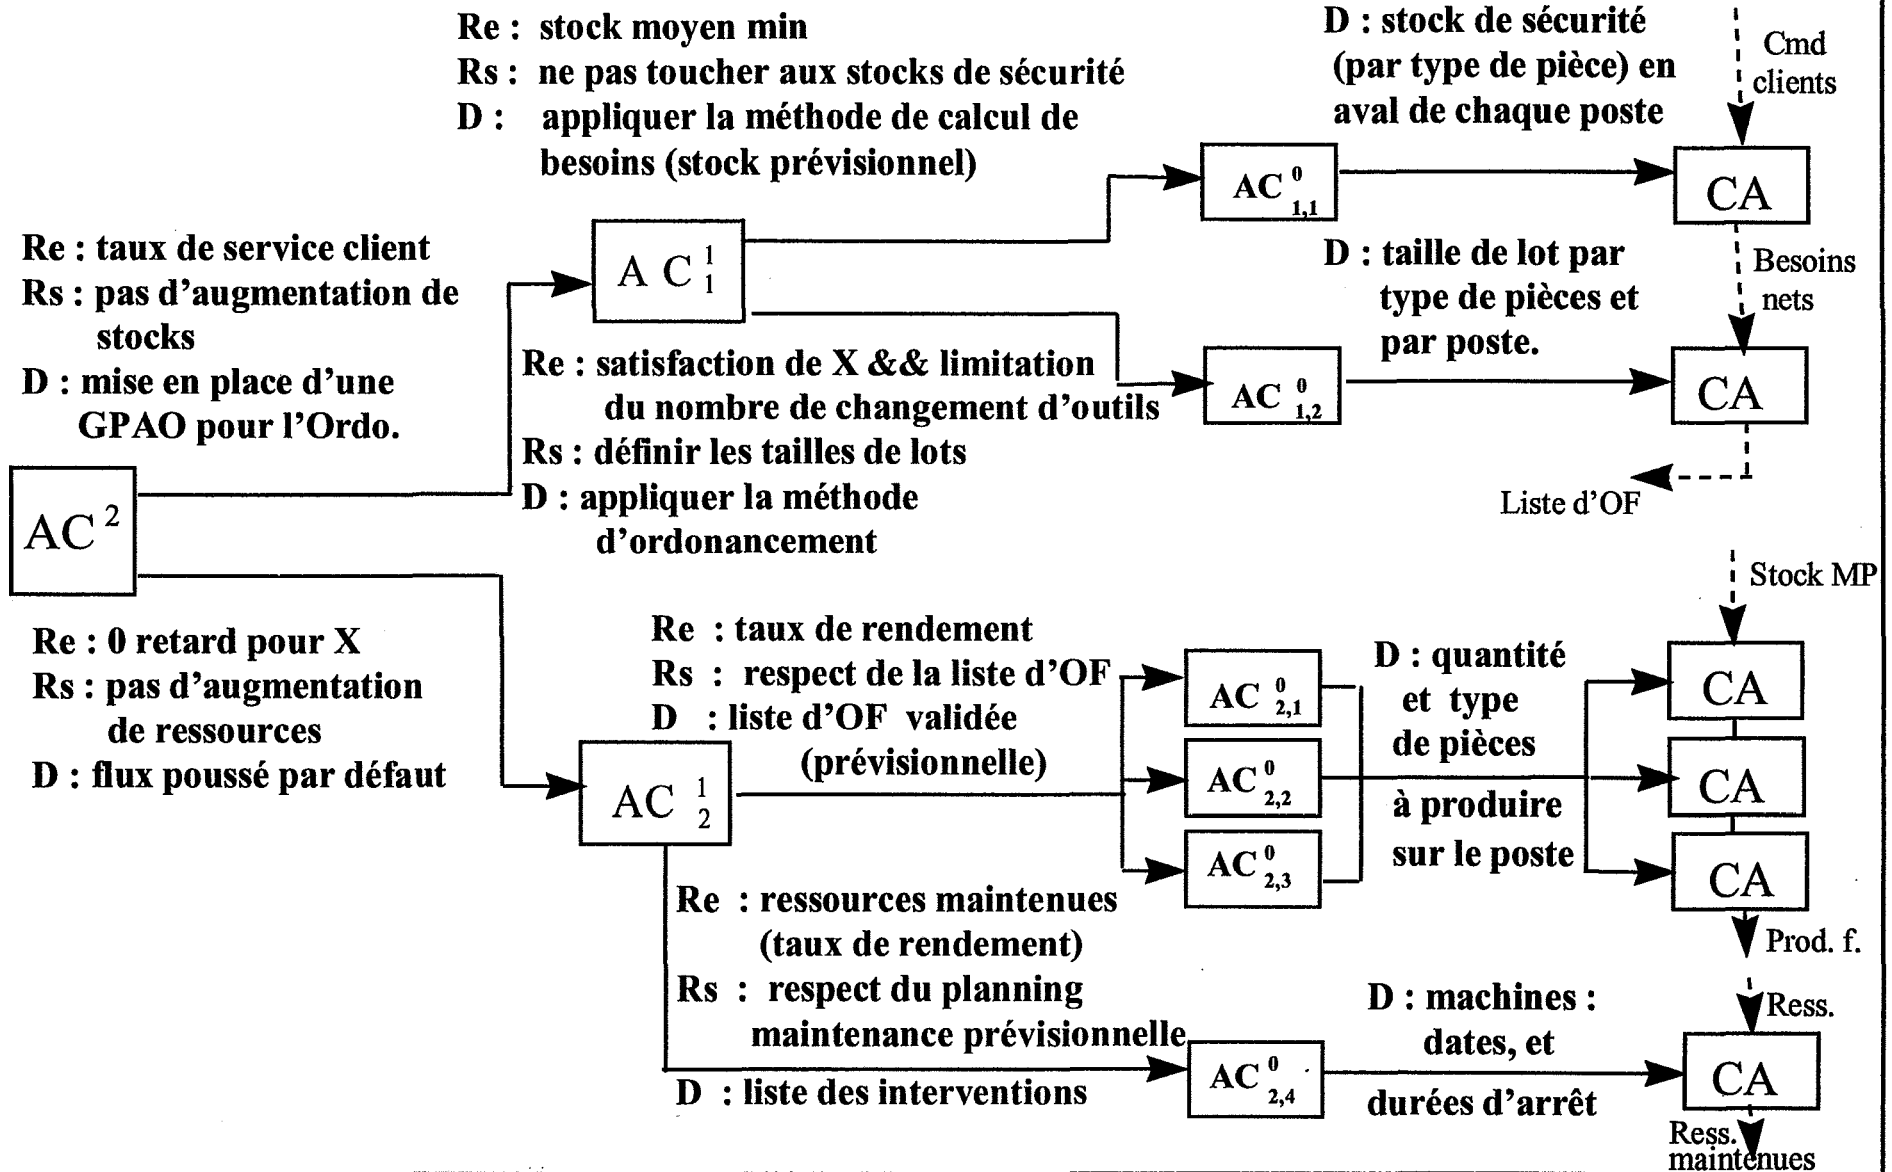 Re : stock moyen min
Rs : ne pas toucher aux stocks de sécurité
D : appliquer la méthode de calcul de
besoins (stock prévisionnel)
D : stock de sécurité
(par type de pièce) en
aval de chaque poste
Cmd
clients
AC 0 1,1
CA
Re : taux de service client
Rs : pas d'augmentation de
stocks
D : mise en place d'une
GPAO pour l'Ordo.
A C 1 1
D : taille de lot par
type de pièces et
par poste.
Besoins
nets
Re : satisfaction de X && limitation
du nombre de changement d'outils
Rs : définir les tailles de lots
D : appliquer la méthode
d'ordonancement
AC 0 1,2
CA
Liste d'OF
AC 2
Stock MP
Re : 0 retard pour X
Rs : pas d'augmentation
de ressources
D : flux poussé par défaut
Re : taux de rendement
Rs : respect de la liste d'OF
D : liste d'OF validée
(prévisionnelle)
AC 1 2
AC 0 2,1
AC 0 2,2
AC 0 2,3
D : quantité
et type
de pièces
à produire
sur le poste
CA
CA
CA
Prod. f.
Re : ressources maintenues
(taux de rendement)
Rs : respect du planning
maintenance prévisionnelle
D : liste des interventions
AC 0 2,4
D : machines :
dates, et
durées d'arrêt
Ress.
CA
Ress.
maintenues